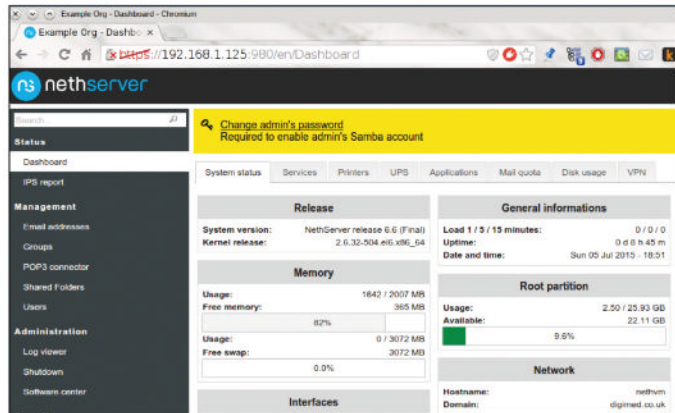 Example Org - Dashboard - Chromium
Example Org - Dashbo
https://192.168.1.125:980/en/Dashboard
nethserver
Search...
Status
Dashboard
IPS report
Management
Email addresses
Groups
POP3 connector
Shared Folders
Users
Administration
Log viewer
Shutdown
Software center
Change admin's password
Required to enable admin's Samba account
System status Services Printers UPS Applications Mail quota Disk usage VPN
Release
System version: NethServer release 6.6 (Final)
Kernel release: 2.6.32-504.el6.x86_64
Memory
Usage: 1642 / 2007 MB
Free memory: 365 MB
82%
Usage: 0 / 3072 MB
Free swap: 3072 MB
0.0%
Interfaces
General informations
Load 1 / 5 / 15 minutes: 0 / 0 / 0
Uptime: 0 d 8 h 45 m
Date and time: Sun 05 Jul 2015 - 18:51
Root partition
Usage: 2.50 / 25.93 GB
Available: 22.11 GB
9.6%
Network
Hostname: nethvm
Domain: digimed.co.uk